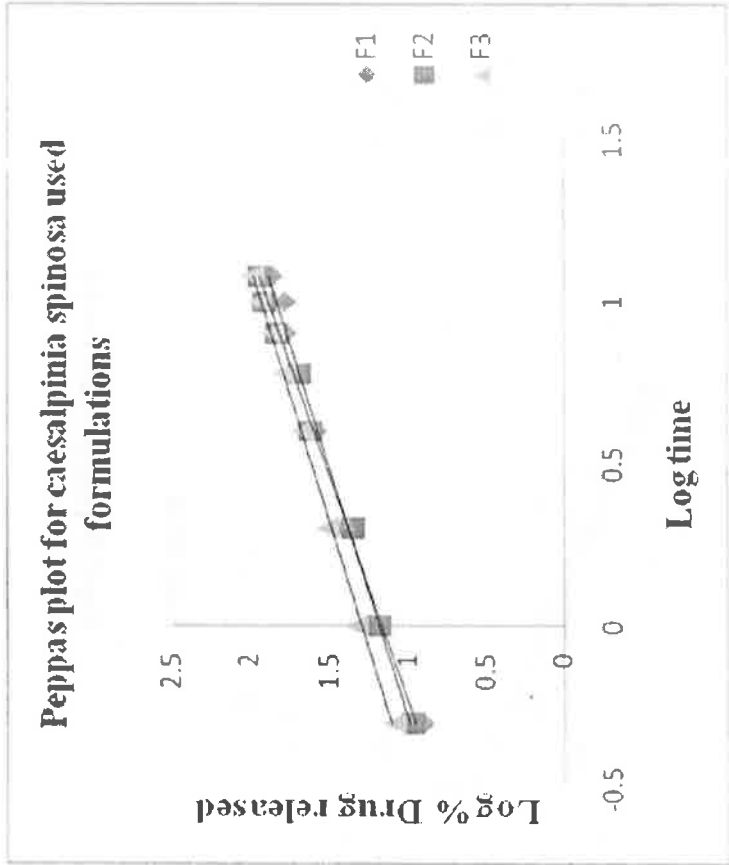 Peppas plot for caesalpinia spinosa used
formulations
Log % Drug released
2.5
2
1.5
1
0.5
0
-0.5
0
0.5
1
1.5
Log time
F1
F2
F3